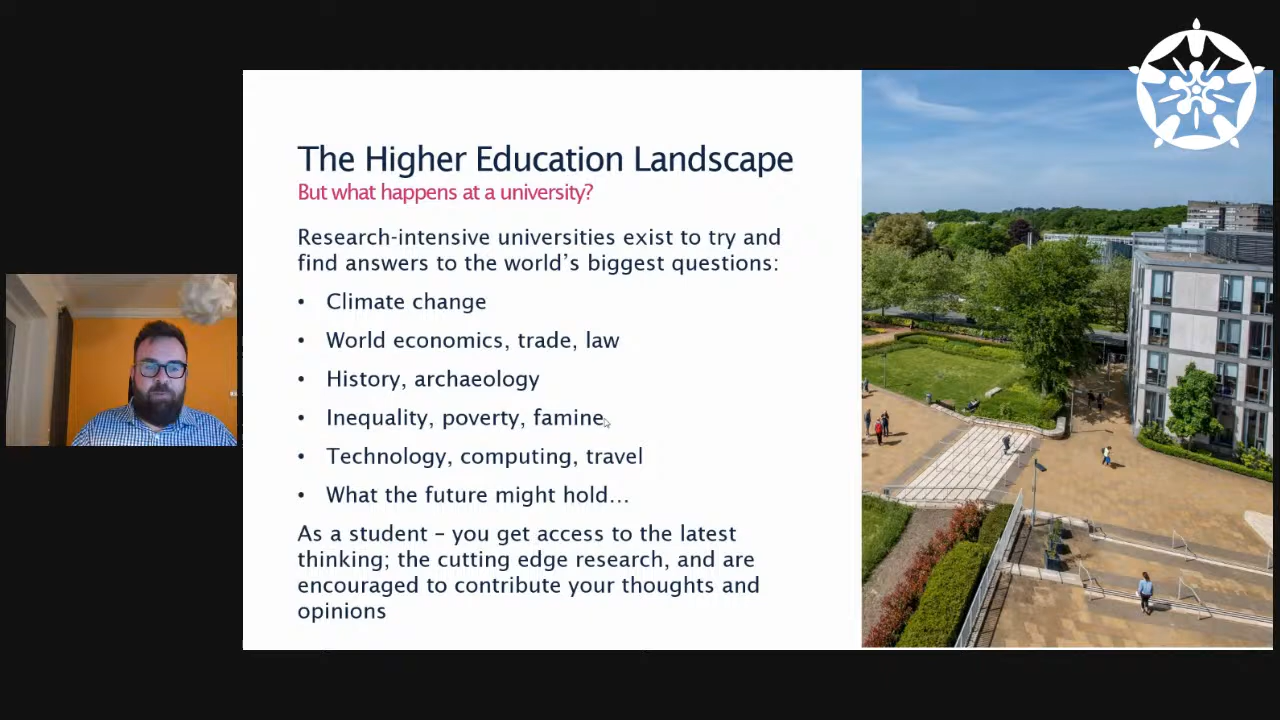 The Higher Education Landscape
But what happens at a university?
Research-intensive universities exist to try and
find answers to the world’s biggest questions:
• Climate change
• World economics, trade, law
• History, archaeology
• Inequality, poverty, famine
• Technology, computing, travel
• What the future might hold…
As a student – you get access to the latest
thinking; the cutting edge research, and are
encouraged to contribute your thoughts and
opinions